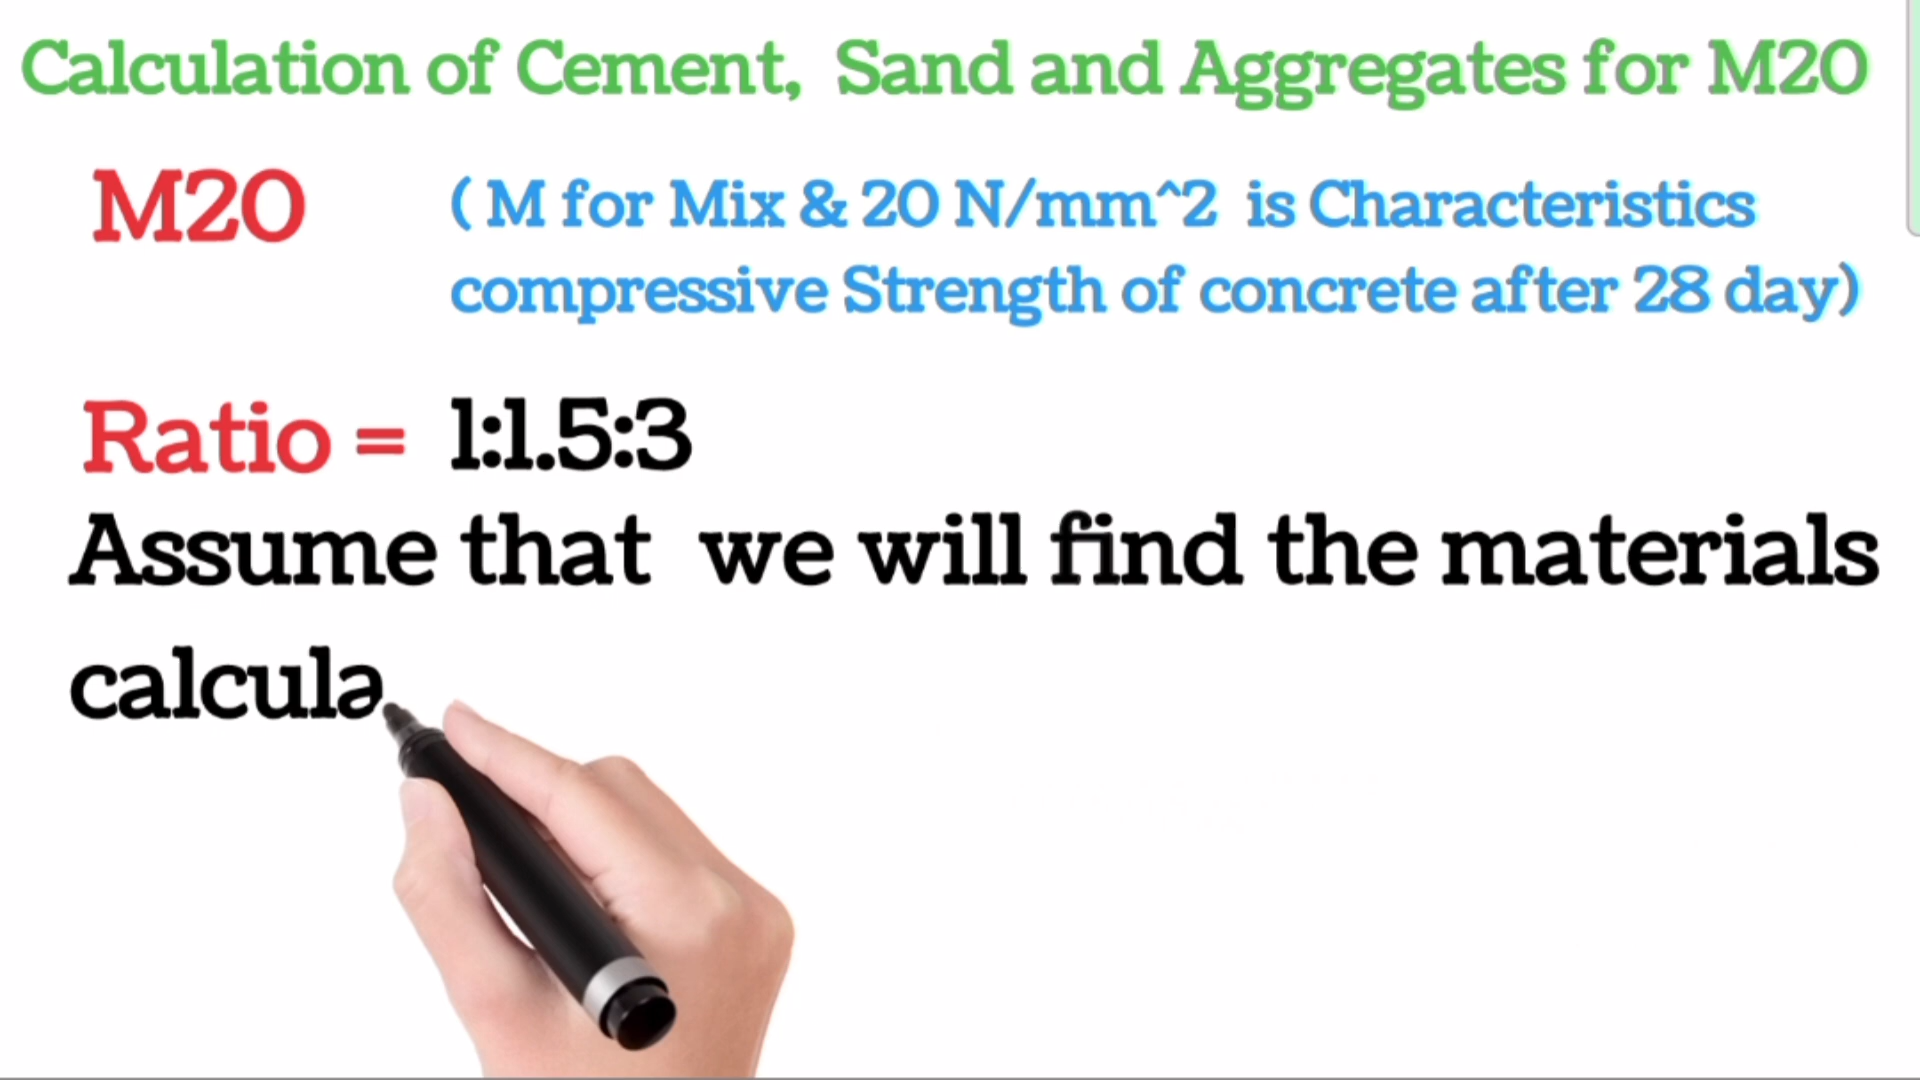 Calculation of Cement, Sand and Aggregates for M20
M20 ( M for Mix & 20 N/mm^2 is Characteristics
compressive Strength of concrete after 28 day)
Ratio = 1:1.5:3
Assume that we will find the materials
calcula